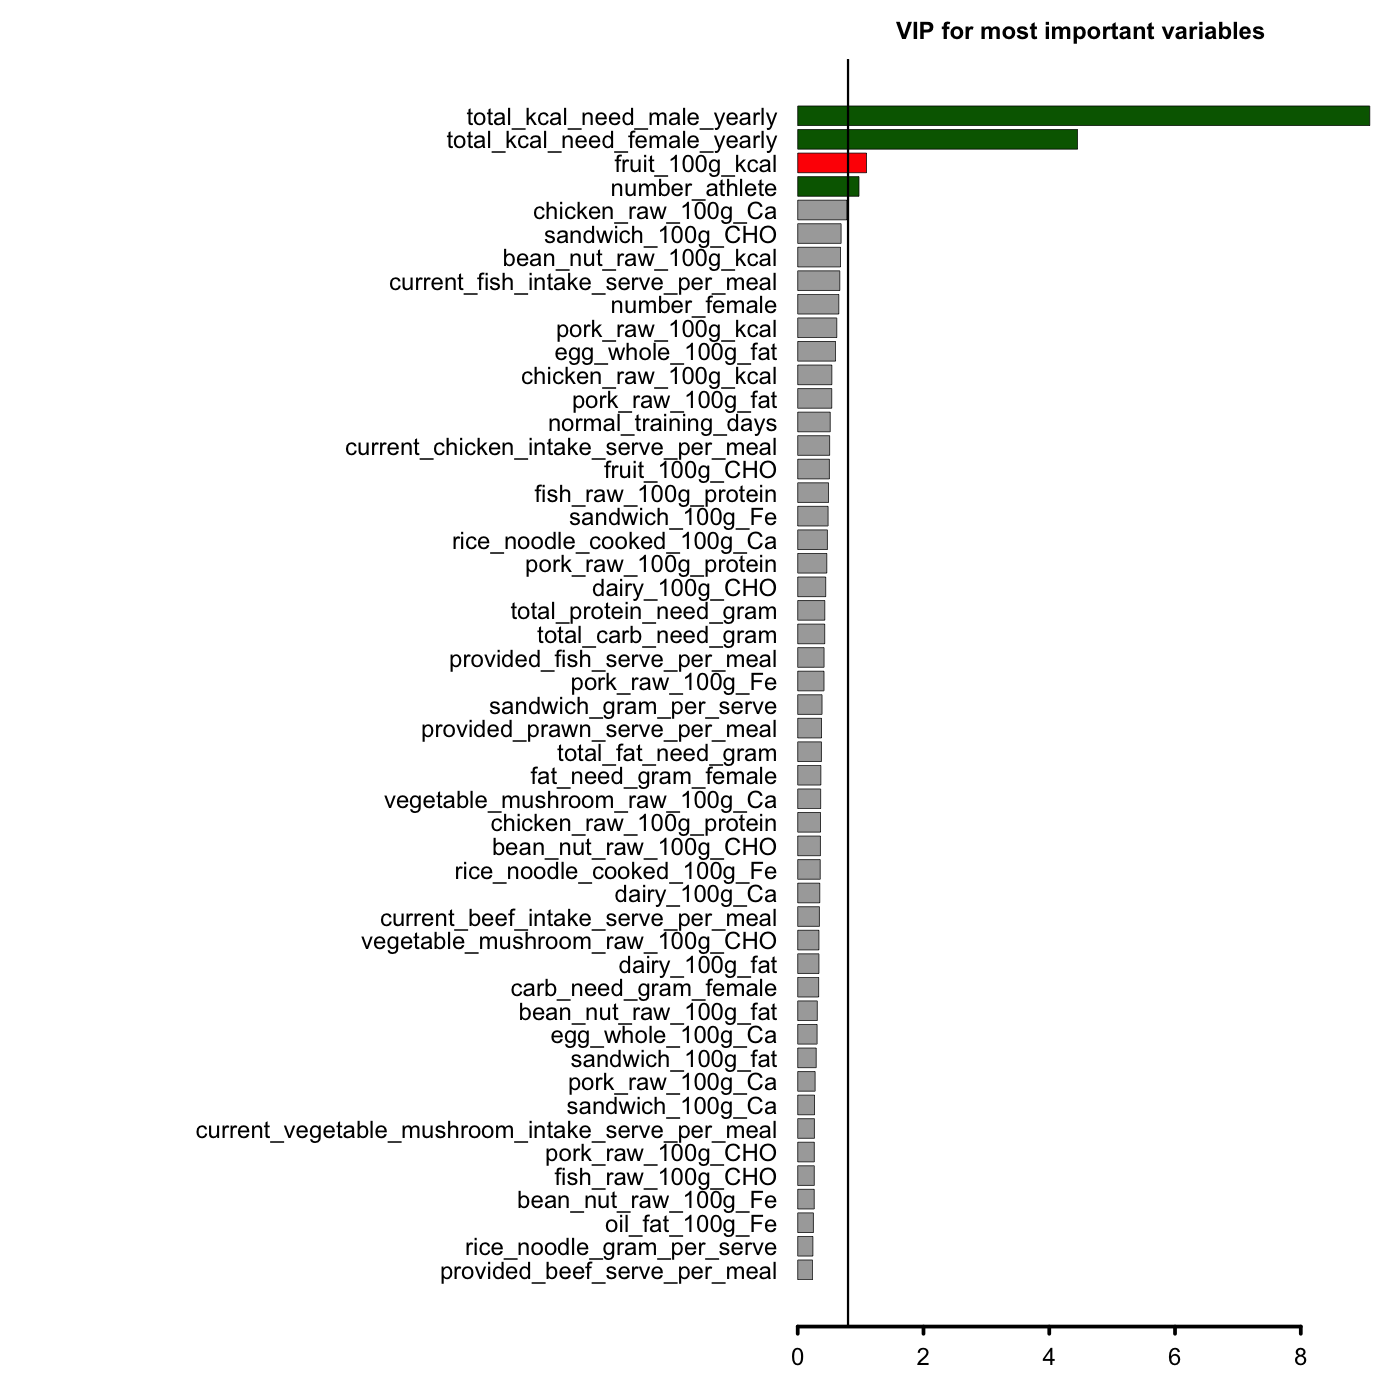 VIP for most important variables
total_kcal_need_male_yearly
total_kcal_need_female_yearly
fruit_100g_kcal
number_athlete
chicken_raw_100g_Ca
sandwich_100g_CHO
bean_nut_raw_100g_kcal
current_fish_intake_serve_per_meal
number_female
pork_raw_100g_kcal
egg_whole_100g_fat
chicken_raw_100g_kcal
pork_raw_100g_fat
normal_training_days
current_chicken_intake_serve_per_meal
fruit_100g_CHO
fish_raw_100g_protein
sandwich_100g_Fe
rice_noodle_cooked_100g_Ca
pork_raw_100g_protein
dairy_100g_CHO
total_protein_need_gram
total_carb_need_gram
provided_fish_serve_per_meal
pork_raw_100g_Fe
sandwich_gram_per_serve
provided_prawn_serve_per_meal
total_fat_need_gram
fat_need_gram_female
vegetable_mushroom_raw_100g_Ca
chicken_raw_100g_protein
bean_nut_raw_100g_CHO
rice_noodle_cooked_100g_Fe
dairy_100g_Ca
current_beef_intake_serve_per_meal
vegetable_mushroom_raw_100g_CHO
dairy_100g_fat
carb_need_gram_female
bean_nut_raw_100g_fat
egg_whole_100g_Ca
sandwich_100g_fat
pork_raw_100g_Ca
sandwich_100g_Ca
current_vegetable_mushroom_intake_serve_per_meal
pork_raw_100g_CHO
fish_raw_100g_CHO
bean_nut_raw_100g_Fe
oil_fat_100g_Fe
rice_noodle_gram_per_serve
provided_beef_serve_per_meal
0 2 4 6 8